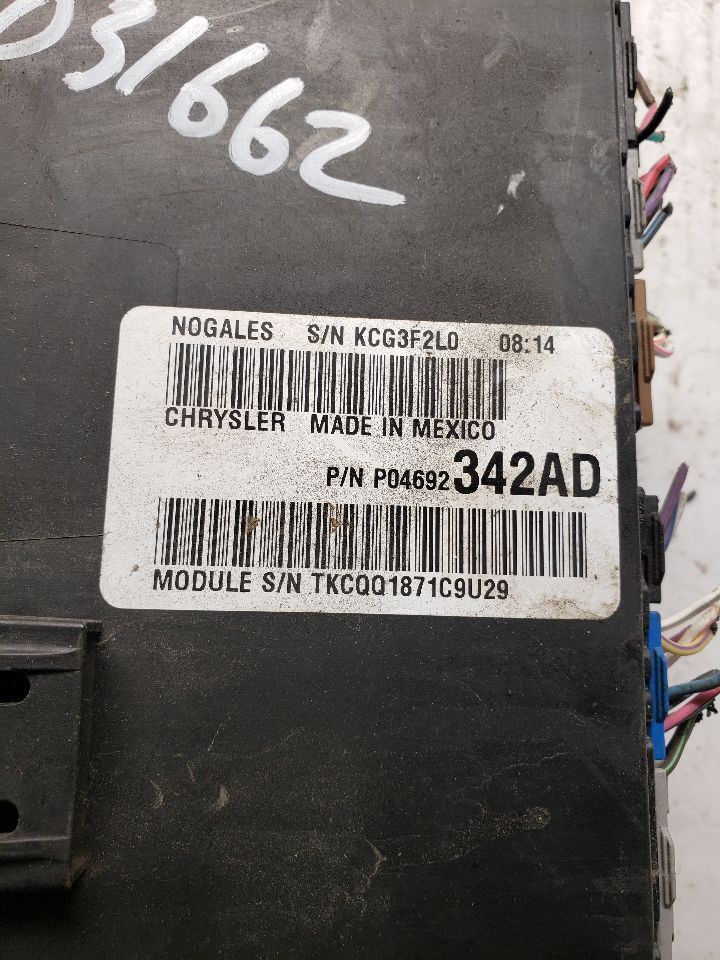 031662
NOGALES S/N KCG3F2L0 08:14
CHRYSLER MADE IN MEXICO
P/N P04692342AD
MODULE S/N TKCQQ1871C9U29